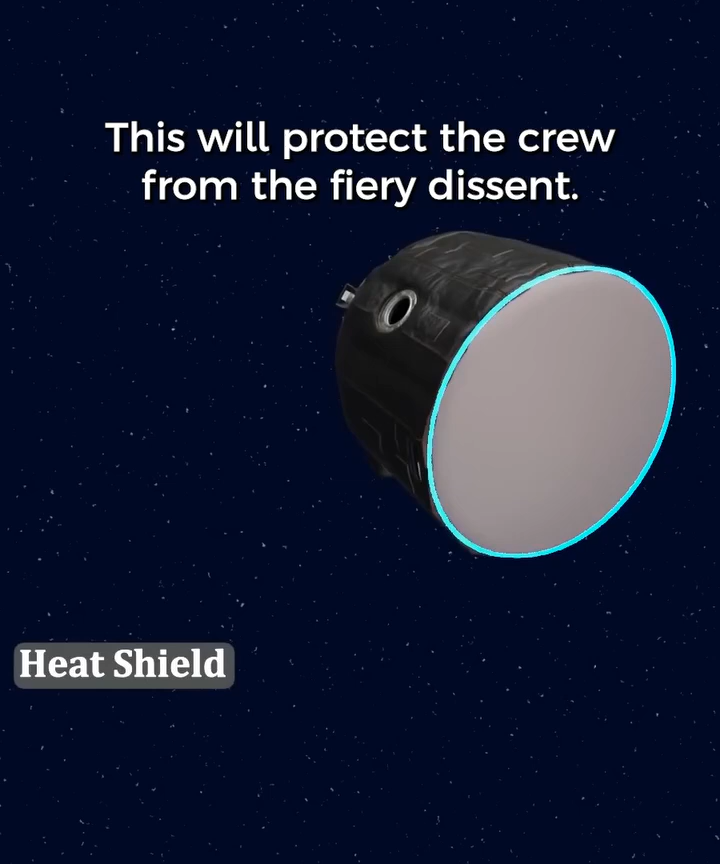 This will protect the crew
from the fiery dissent.
Heat Shield